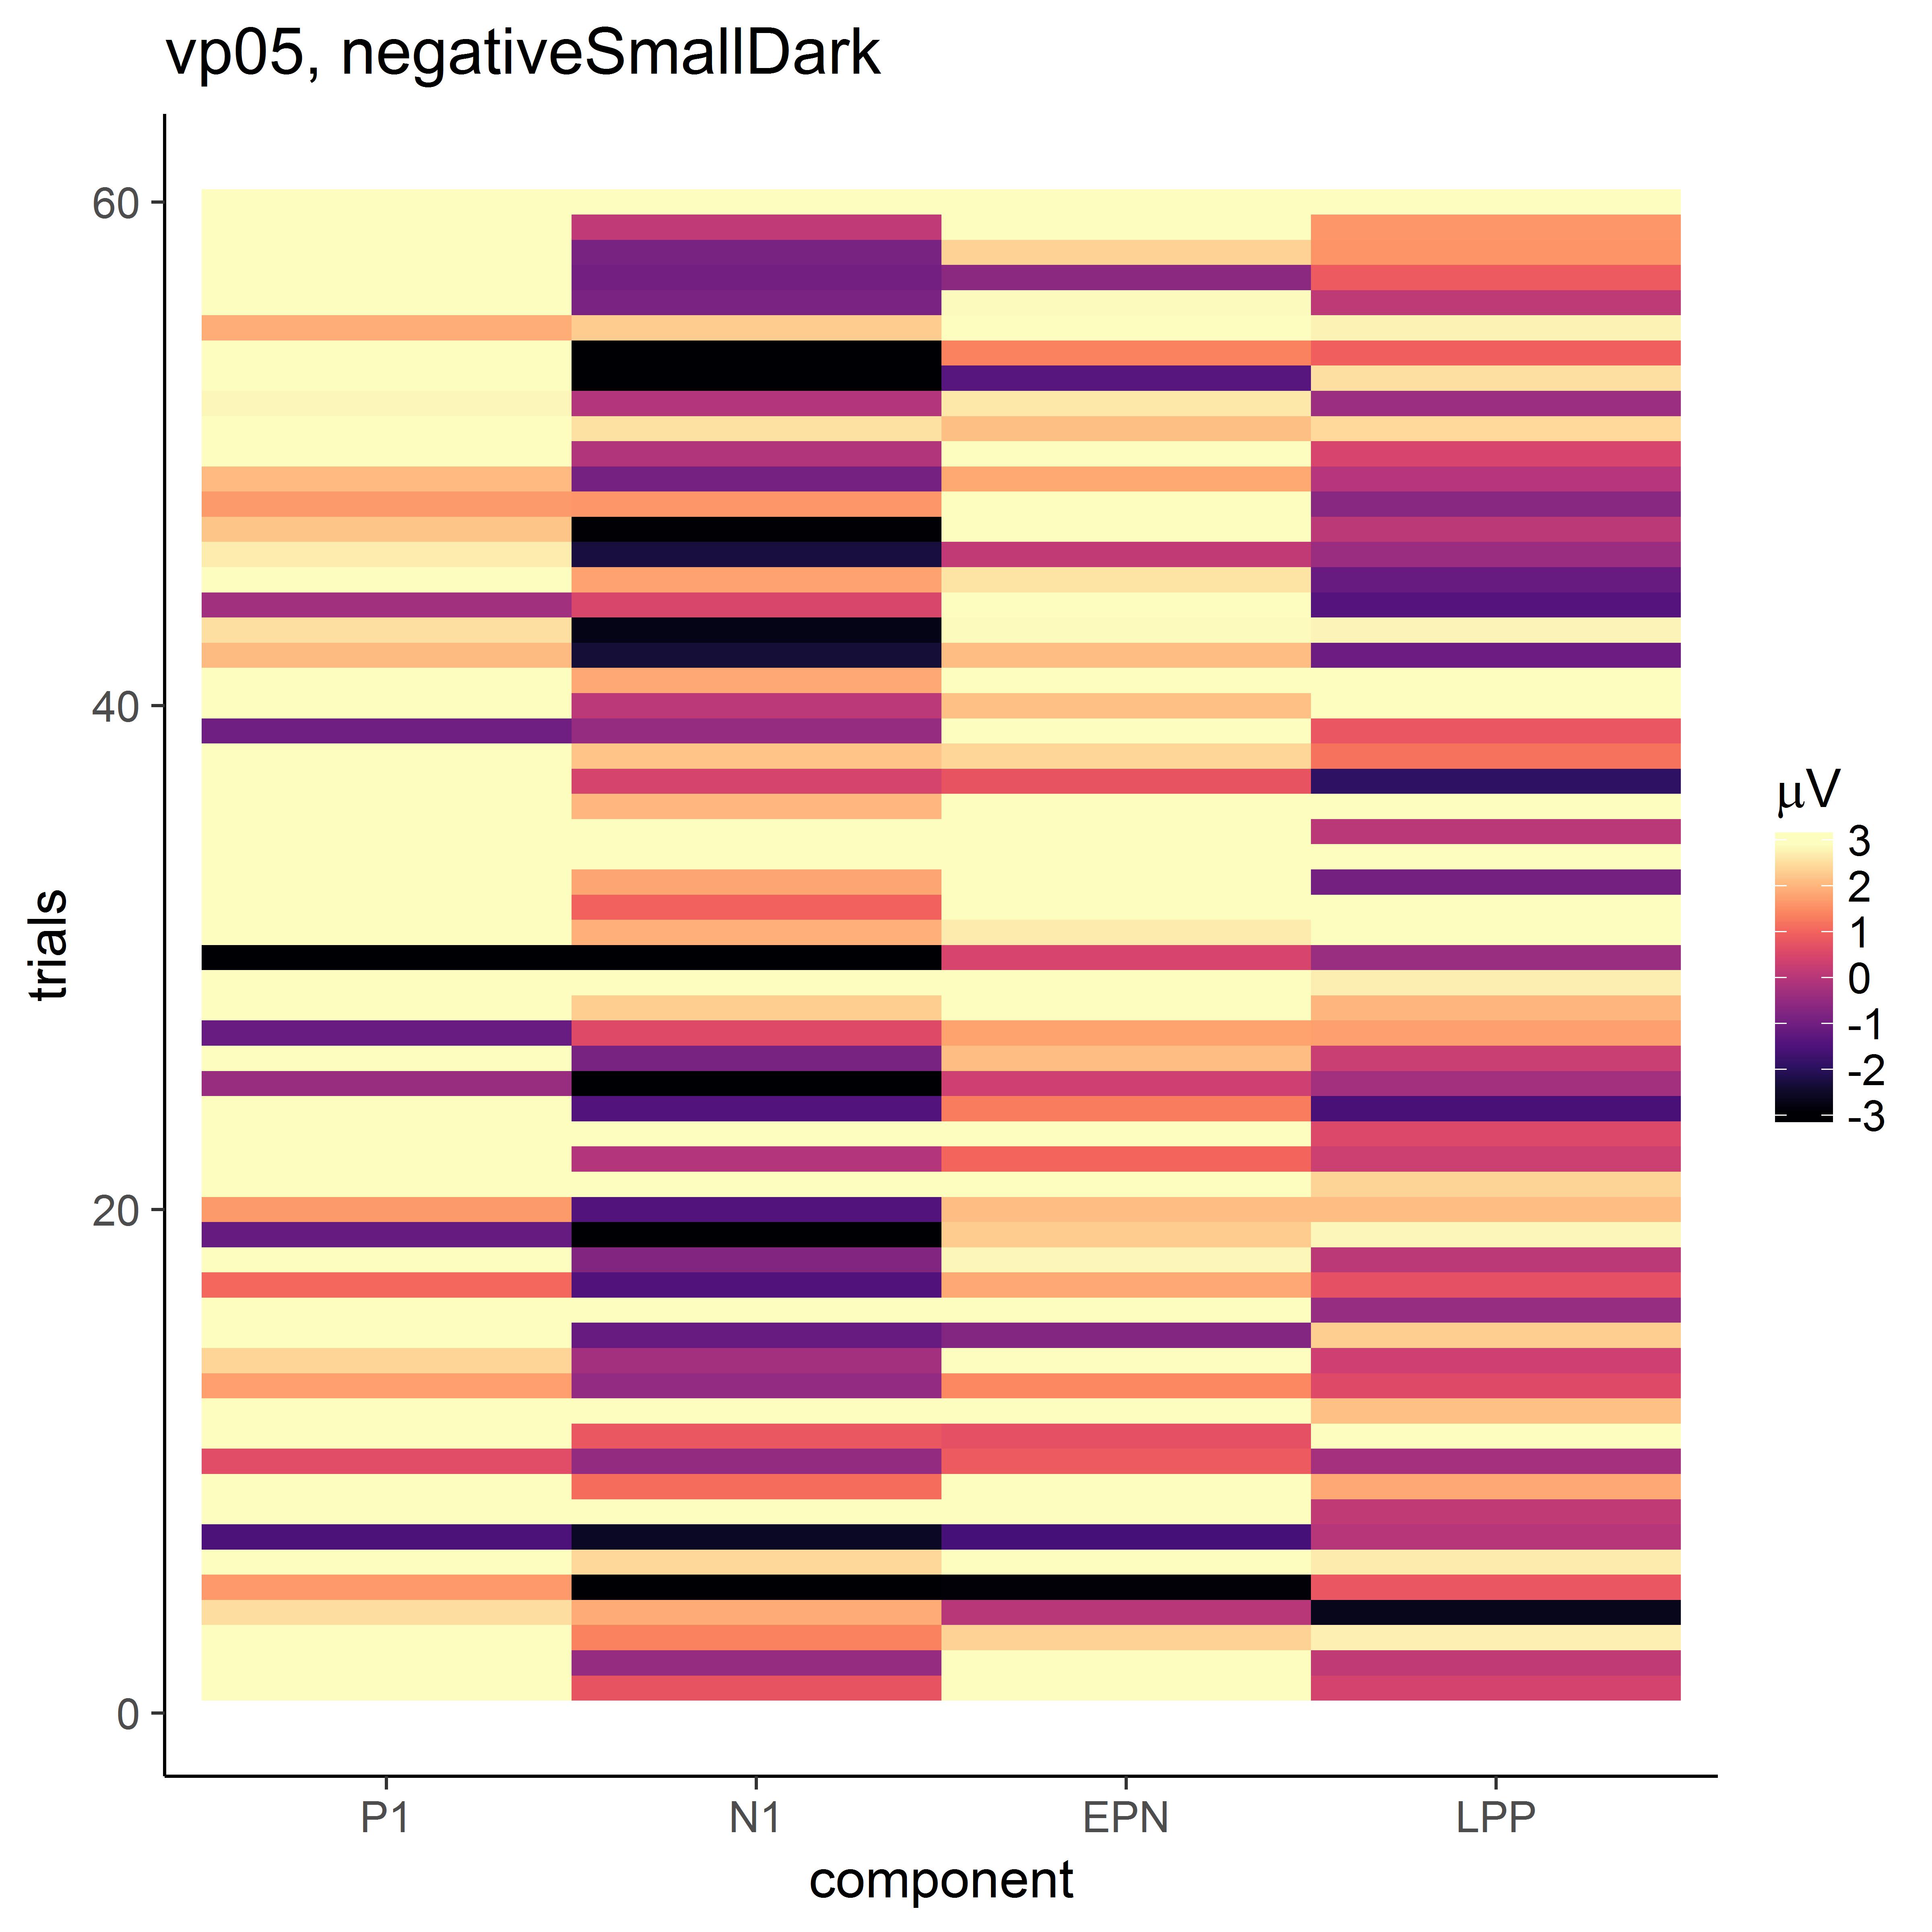 vp05, negativeSmallDark
60
40
20
0
trials
P1 N1 EPN LPP
component
μV
3
2
1
0
-1
-2
-3